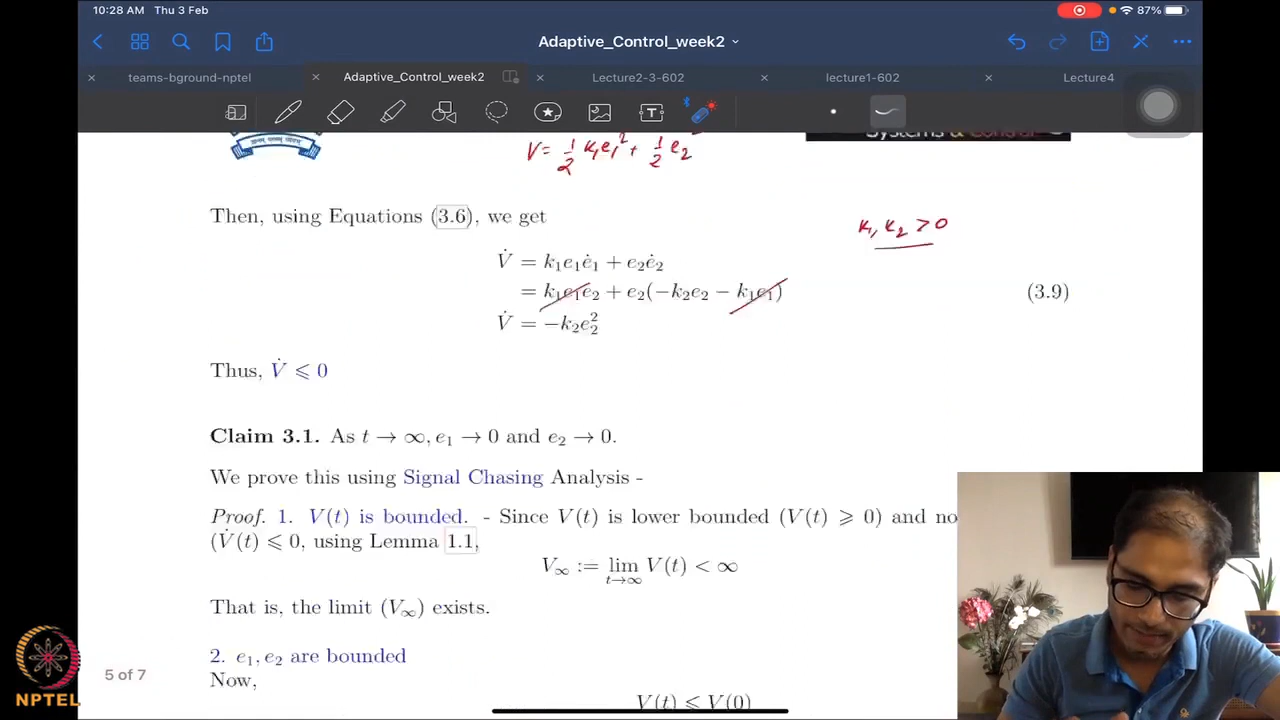 10:28 AM Thu 3 Feb
87%
Adaptive_Control_week2
teams-bground-nptel
Adaptive_Control_week2
Lecture2-3-602
lecture1-602
Lecture4
Systems & Control
V = 1/2 k₁e₁² + 1/2 e₂²
Then, using Equations (3.6), we get
k₁, k₂ > 0
V̇ = k₁e₁ė₁ + e₂ė₂
= k₁e₁e₂ + e₂(−k₂e₂ − k₁e₁)
(3.9)
V̇ = −k₂e₂²
Thus, V̇ ⩽ 0
Claim 3.1. As t → ∞, e₁ → 0 and e₂ → 0.
We prove this using Signal Chasing Analysis -
Proof. 1. V(t) is bounded. - Since V(t) is lower bounded (V(t) ⩾ 0) and no
(V̇(t) ⩽ 0, using Lemma 1.1,
V∞ := lim t→∞ V(t) < ∞
That is, the limit (V∞) exists.
2. e₁, e₂ are bounded
Now,
V(t) ⩽ V(0)
5 of 7
NPTEL